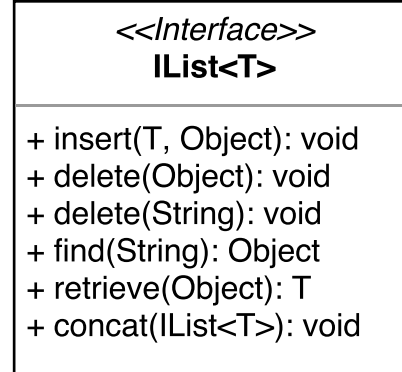 <<Interface>>
IList<T>
+ insert(T, Object): void
+ delete(Object): void
+ delete(String): void
+ find(String): Object
+ retrieve(Object): T
+ concat(IList<T>): void